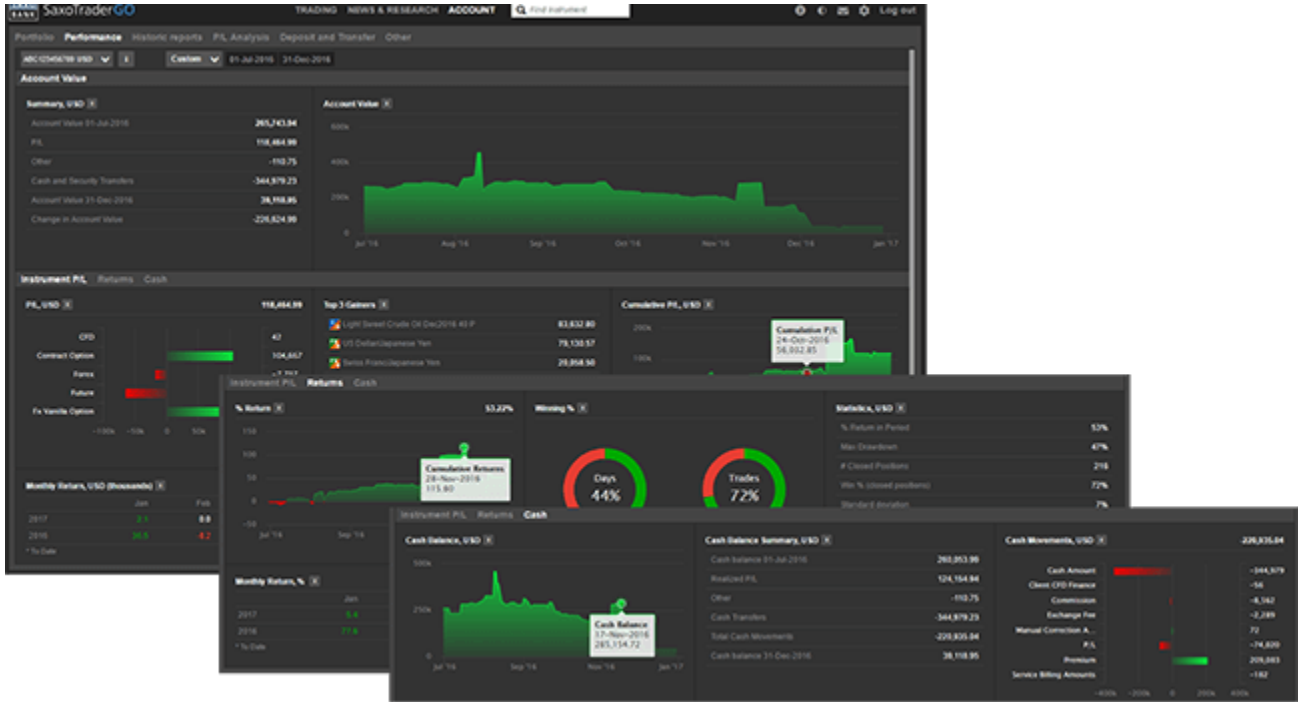 BANK SaxoTraderGO TRADING NEWS & RESEARCH ACCOUNT Find instrument Log out
Portfolio Performance Historic reports P/L Analysis Deposit and Transfer Other
Custom 01-Jul-2016 31-Dec-2016
Account Value
Summary, USD X
Account Value 01-Jul-2016 265,743.94
P/L 118,464.99
Other -110.75
Cash and Security Transfers -344,979.23
Account Value 31-Dec-2016
Change in Account Value
Account Value X
600k
400k
200k
0
Jul '16 Aug '16 Sep '16 Oct '16 Nov '16 Dec '16 Jan '17
Instrument P/L Returns Cash
P/L, USD X 118,464.99
CFD 47
Contract Option 104,657
Forex
Future
Fx Vanilla Option
-100k -50k 0 50k
Top 3 Gainers X
Light Sweet Crude Oil Dec2016 40 P 83,632.80
US Dollar/Japanese Yen 79,130.57
Swiss Franc/Japanese Yen 20,858.50
Cumulative P/L, USD X
200k
100k
Cumulative P/L
24-Oct-2016
56,002.85
Monthly Return, USD (thousands) X
Jan Feb
2017 2.1 0.0
2016 36.5 -4.2
* To Date
Instrument P/L Returns Cash
% Return X 53.22%
150
100
50
0
-50
Jul '16 Sep '16
Cumulative Returns
28-Nov-2016
115.60
Winning % X
Days
44%
Trades
72%
Statistics, USD X
% Return in Period 53%
Max Drawdown 47%
# Closed Positions 216
Win % (closed positions) 72%
Standard deviation 7%
Monthly Return, % X
Jan
2017 5.4
2016 77.6
* To Date
Instrument P/L Returns Cash
Cash Balance, USD X
500k
250k
0
Jul '16 Sep '16 Nov '16 Jan '17
Cash Balance
17-Nov-2016
285,154.72
Cash Balance Summary, USD X
Cash balance 01-Jul-2016 260,053.99
Realized P/L 124,154.94
Other -110.75
Cash Transfers -344,979.23
Total Cash Movements -220,935.04
Cash balance 31-Dec-2016 39,118.95
Cash Movements, USD X -220,935.04
Cash Amount -344,979
Client CFD Finance -56
Commission -8,562
Exchange Fee -2,289
Manual Correction A... 72
P/L -74,020
Premium 209,083
Service Billing Amounts -182
-400k -200k 0 200k 400k